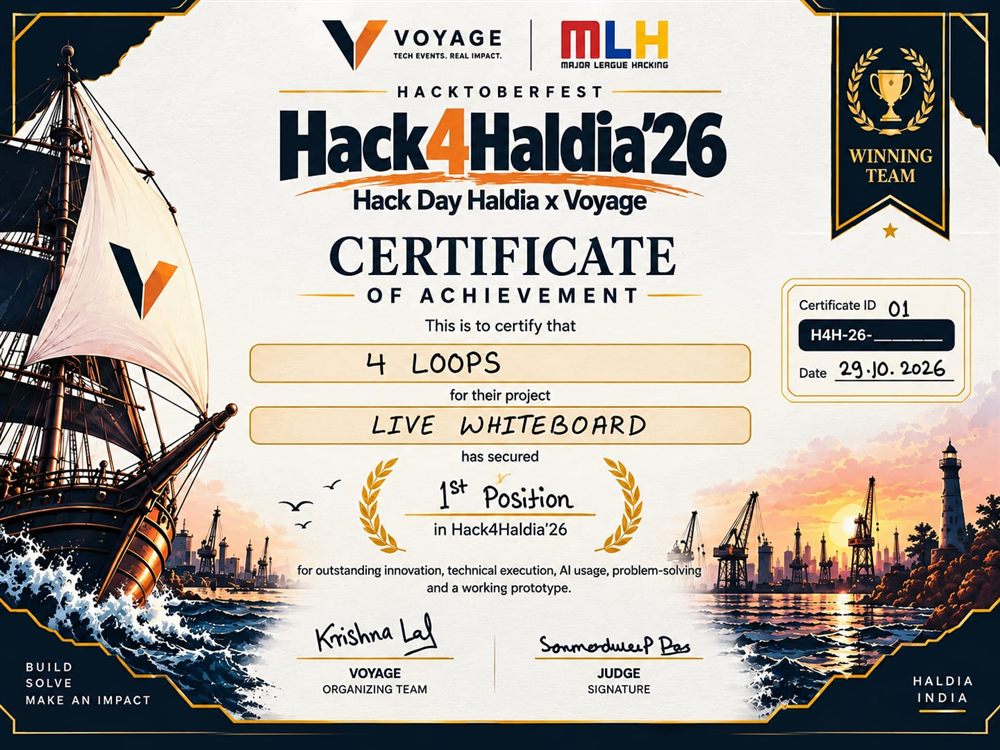 VOYAGE
TECH EVENTS. REAL IMPACT.
MLH
MAJOR LEAGUE HACKING
HACKTOBERFEST
Hack4Haldia'26
Hack Day Haldia x Voyage
WINNING
TEAM
CERTIFICATE
OF ACHIEVEMENT
This is to certify that
4 LOOPS
for their project
LIVE WHITEBOARD
has secured
1st Position
in Hack4Haldia'26
for outstanding innovation, technical execution, AI usage, problem-solving
and a working prototype.
Certificate ID 01
H4H-26-______
Date 29.10.2026
Krishna Lal
VOYAGE
ORGANIZING TEAM
Das
JUDGE
SIGNATURE
BUILD
SOLVE
MAKE AN IMPACT
HALDIA
INDIA